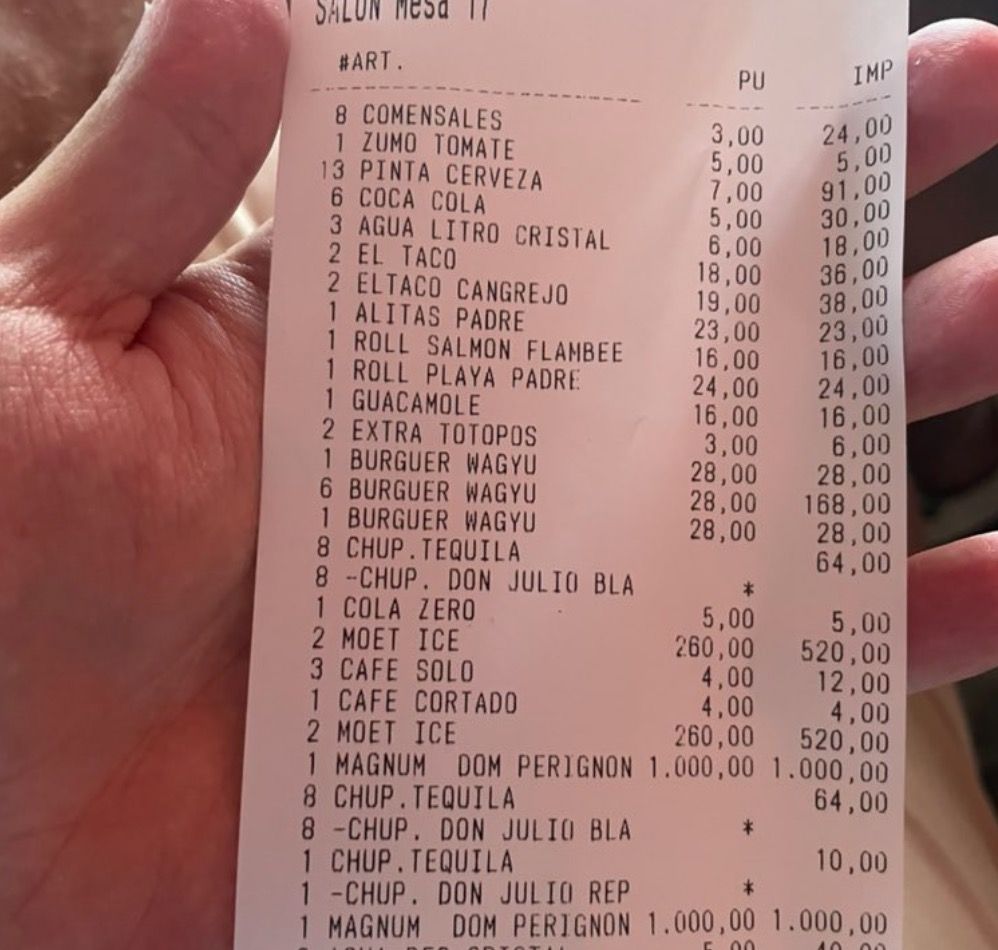 SALON Mesa 17
#ART. PU IMP
8 COMENSALES 3,00 24,00
1 ZUMO TOMATE 5,00 5,00
13 PINTA CERVEZA 7,00 91,00
6 COCA COLA 5,00 30,00
3 AGUA LITRO CRISTAL 6,00 18,00
2 EL TACO 18,00 36,00
2 ELTACO CANGREJO 19,00 38,00
1 ALITAS PADRE 23,00 23,00
1 ROLL SALMON FLAMBEE 16,00 16,00
1 ROLL PLAYA PADRE 24,00 24,00
1 GUACAMOLE 16,00 16,00
2 EXTRA TOTOPOS 3,00 6,00
1 BURGUER WAGYU 28,00 28,00
6 BURGUER WAGYU 28,00 168,00
1 BURGUER WAGYU 28,00 28,00
8 CHUP.TEQUILA 64,00
8 -CHUP. DON JULIO BLA *
1 COLA ZERO 5,00 5,00
2 MOET ICE 260,00 520,00
3 CAFE SOLO 4,00 12,00
1 CAFE CORTADO 4,00 4,00
2 MOET ICE 260,00 520,00
1 MAGNUM DOM PERIGNON 1.000,00 1.000,00
8 CHUP.TEQUILA 64,00
8 -CHUP. DON JULIO BLA *
1 CHUP.TEQUILA 10,00
1 -CHUP. DON JULIO REP *
1 MAGNUM DOM PERIGNON 1.000,00 1.000,00